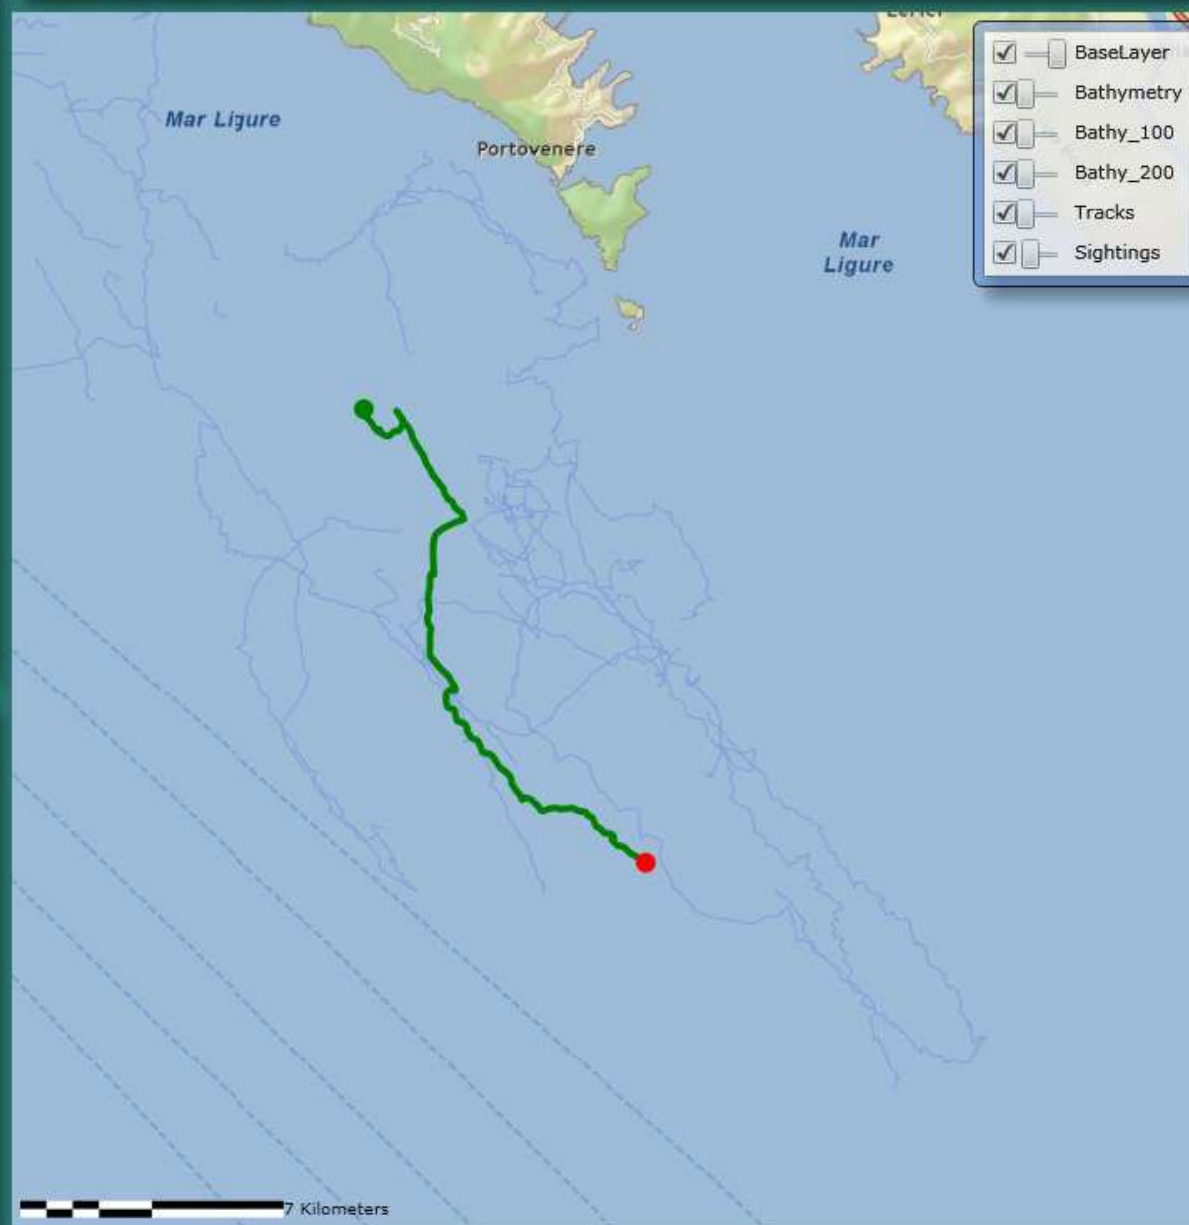 BaseLayer
Mar Ligure
Bathymetry
Portovenere
Bathy_100
Bathy_200
Tracks
Mar
Ligure
Sightings
7 Kilometers